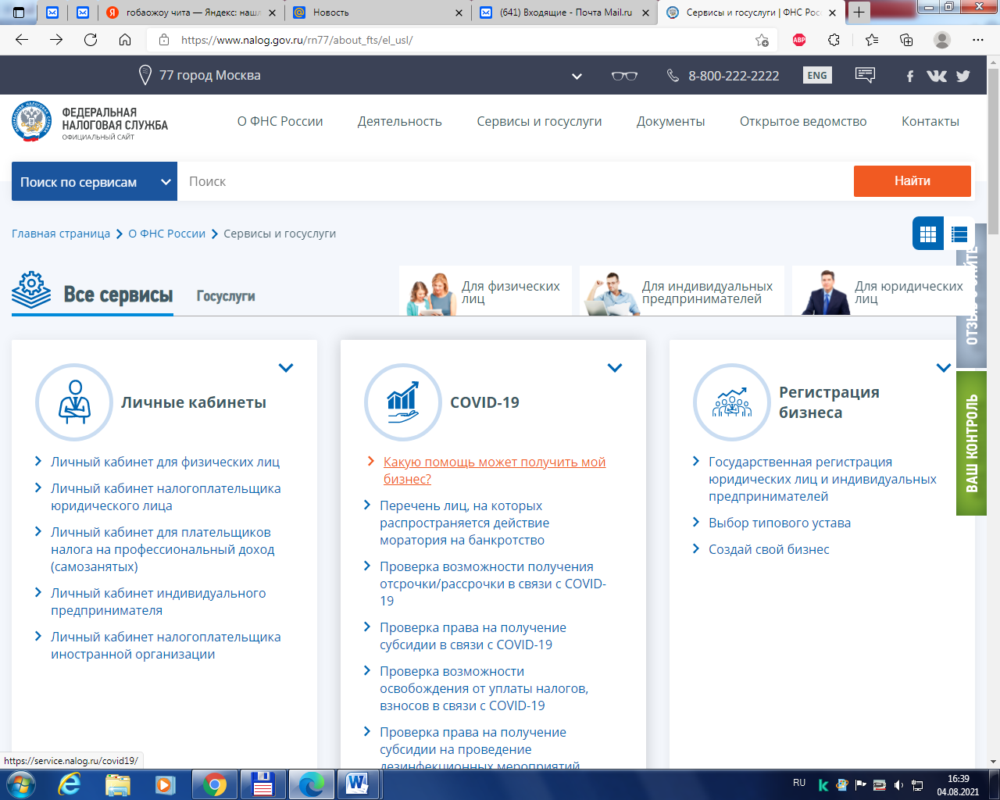 гобаожоу чита — Яндекс: наш
Новость
(641) Входящие - Почта Mail.ru
Сервисы и госуслуги | ФНС Рос
https://www.nalog.gov.ru/rn77/about_fts/el_usl/
ABP
77 город Москва
8-800-222-2222
ENG
ФЕДЕРАЛЬНАЯ
НАЛОГОВАЯ СЛУЖБА
ОФИЦИАЛЬНЫЙ САЙТ
О ФНС России
Деятельность
Сервисы и госуслуги
Документы
Открытое ведомство
Контакты
Поиск по сервисам
Поиск
Найти
Главная страница
О ФНС России
Сервисы и госуслуги
Все сервисы
Госуслуги
Для физических
лиц
Для индивидуальных
предпринимателей
Для юридических
лиц
ВАШ КОНТРОЛЬ
Личные кабинеты
Личный кабинет для физических лиц
Личный кабинет налогоплательщика
юридического лица
Личный кабинет для плательщиков
налога на профессиональный доход
(самозанятых)
Личный кабинет индивидуального
предпринимателя
Личный кабинет налогоплательщика
иностранной организации
COVID-19
Какую помощь может получить мой
бизнес?
Перечень лиц, на которых
распространяется действие
моратория на банкротство
Проверка возможности получения
отсрочки/рассрочки в связи с COVID-
19
Проверка права на получение
субсидии в связи с COVID-19
Проверка возможности
освобождения от уплаты налогов,
взносов в связи с COVID-19
Проверка права на получение
субсидии на проведение
дезинфекционных мероприятий
Регистрация
бизнеса
Государственная регистрация
юридических лиц и индивидуальных
предпринимателей
Выбор типового устава
Создай свой бизнес
https://service.nalog.ru/covid19/
RU
16:39
04.08.2021